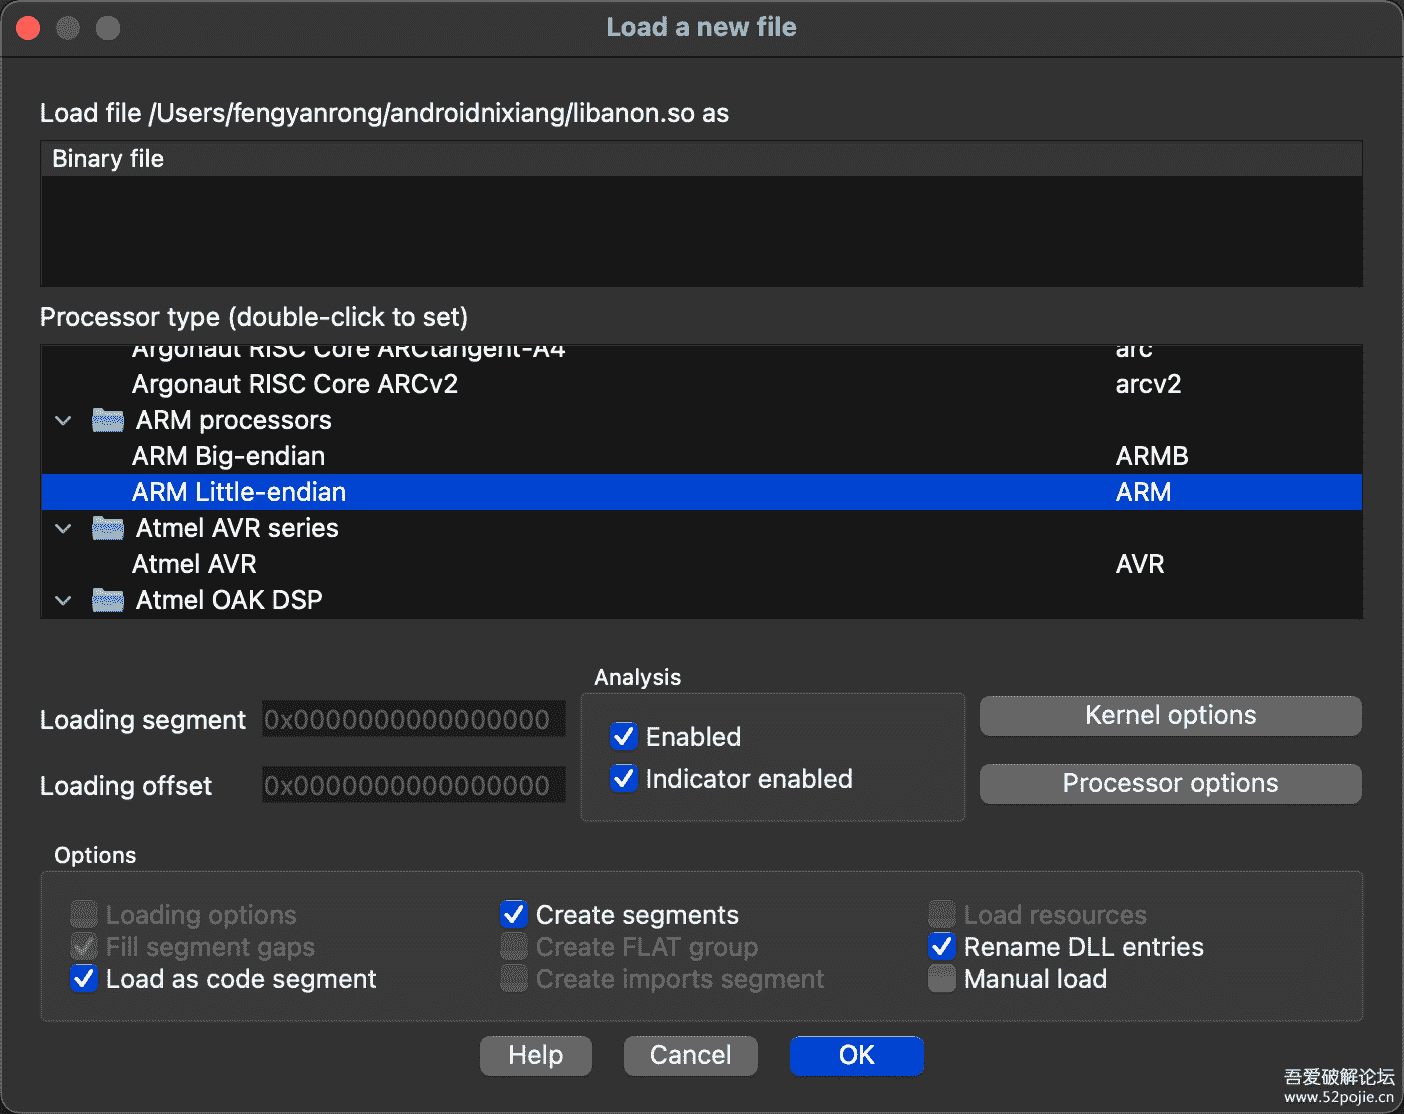 Load a new file
Load file /Users/fengyanrong/androidnixiang/libanon.so as
Binary file
Processor type (double-click to set)
Argonaut RISC Core ARCtangent-A4 arc
Argonaut RISC Core ARCv2 arcv2
ARM processors
ARM Big-endian ARMB
ARM Little-endian ARM
Atmel AVR series
Atmel AVR AVR
Atmel OAK DSP
Analysis
Loading segment 0x0000000000000000
Enabled
Kernel options
Loading offset 0x0000000000000000
Indicator enabled
Processor options
Options
Loading options Create segments Load resources
Fill segment gaps Create FLAT group Rename DLL entries
Load as code segment Create imports segment Manual load
Help Cancel OK
吾爱破解论坛
www.52pojie.cn